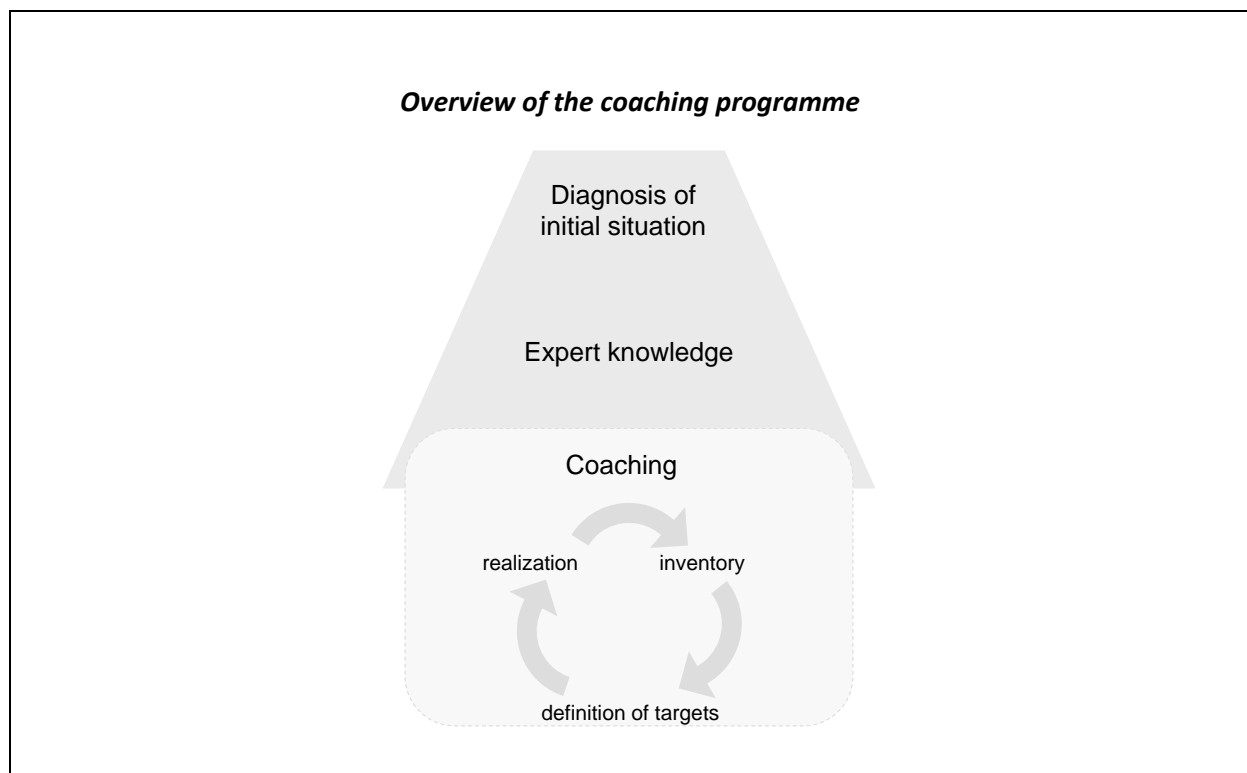 Overview of the coaching programme
Diagnosis of
initial situation
Expert knowledge
Coaching
realization
inventory
definition of targets